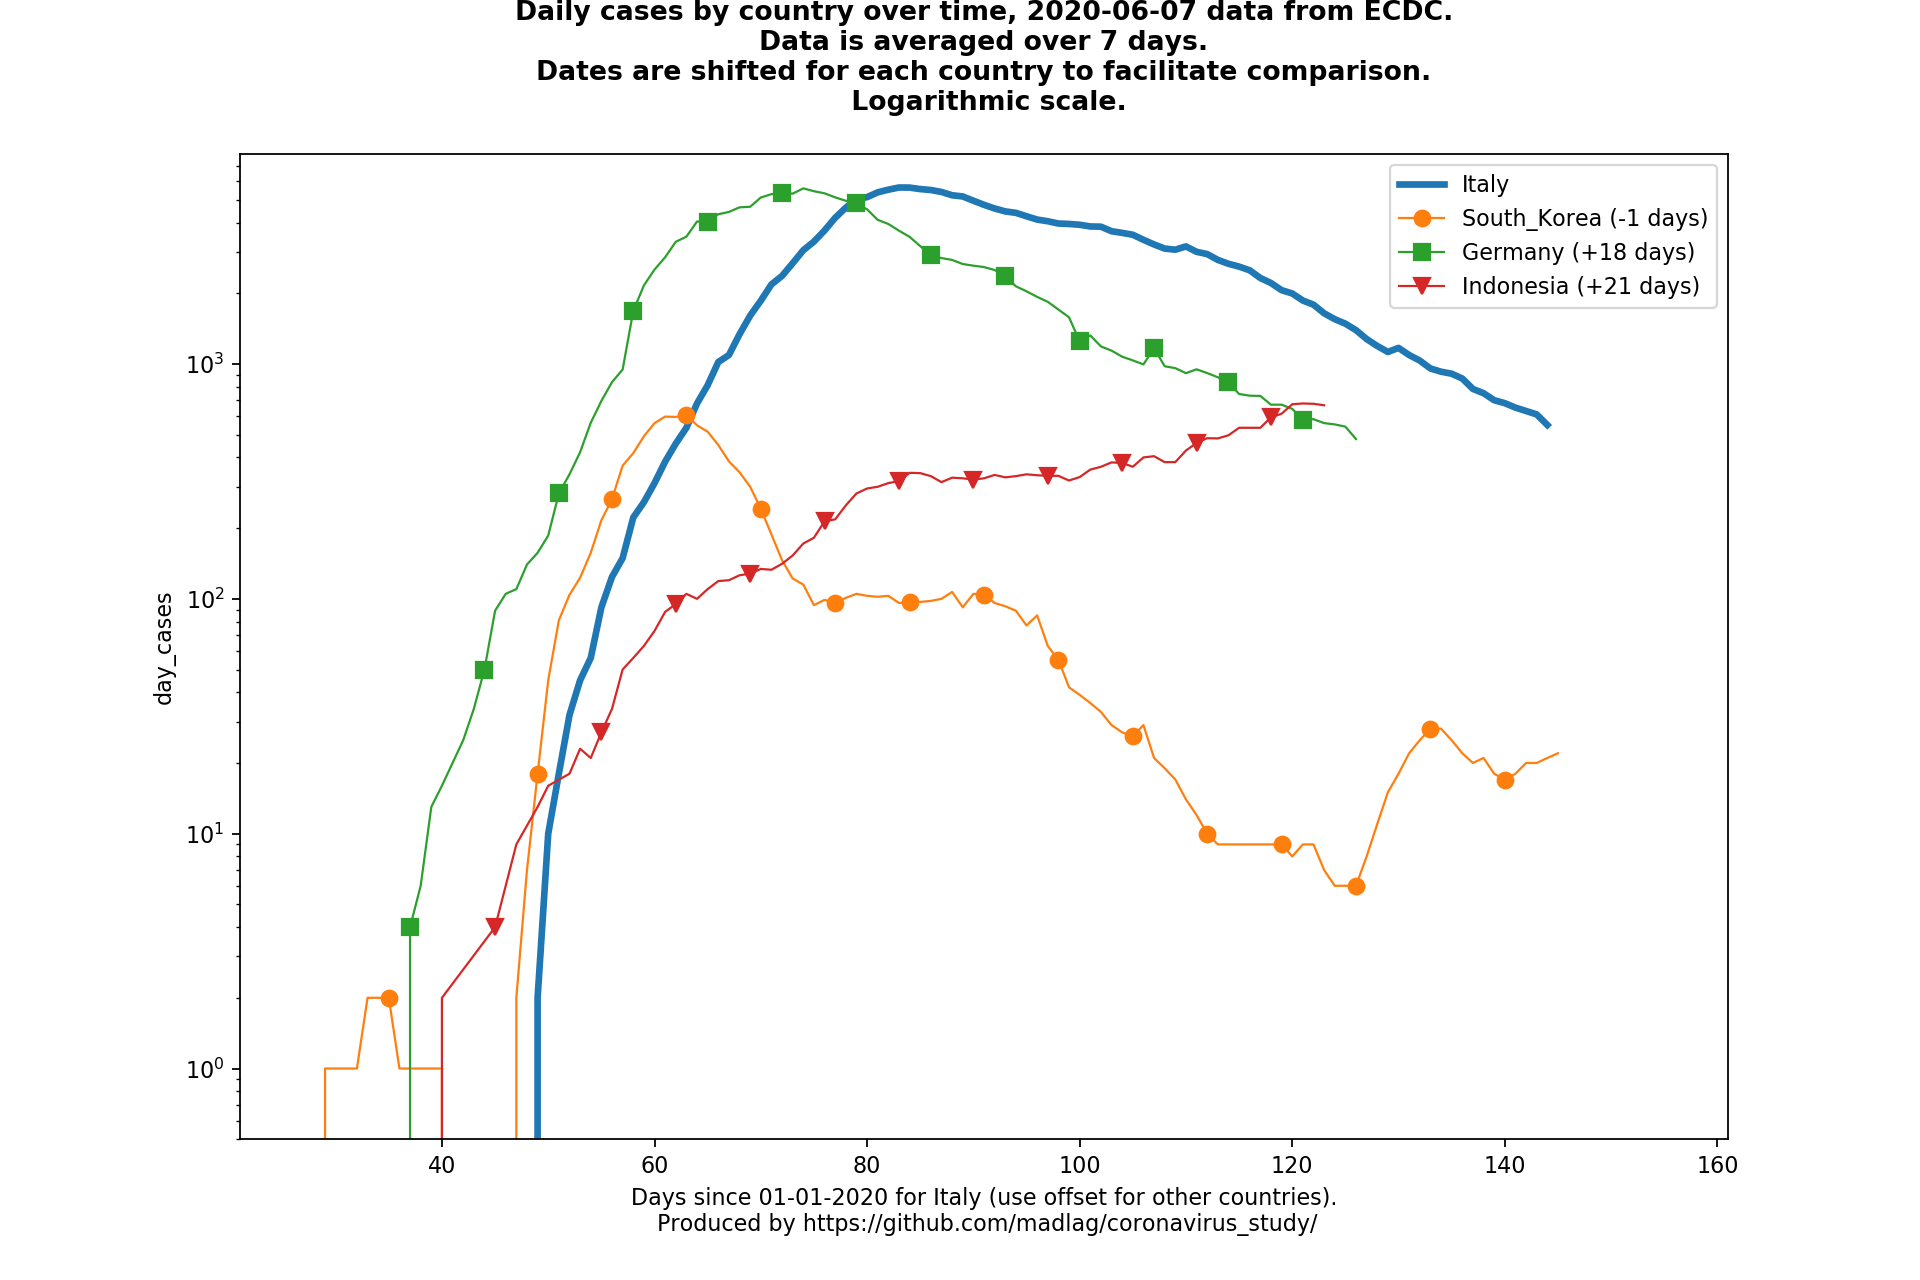 Daily cases by country over time, 2020-06-07 data from ECDC.
Data is averaged over 7 days.
Dates are shifted for each country to facilitate comparison.
Logarithmic scale.
Italy
South_Korea (-1 days)
Germany (+18 days)
Indonesia (+21 days)
10³
10²
10¹
10⁰
day_cases
40 60 80 100 120 140 160
Days since 01-01-2020 for Italy (use offset for other countries).
Produced by https://github.com/madlag/coronavirus_study/